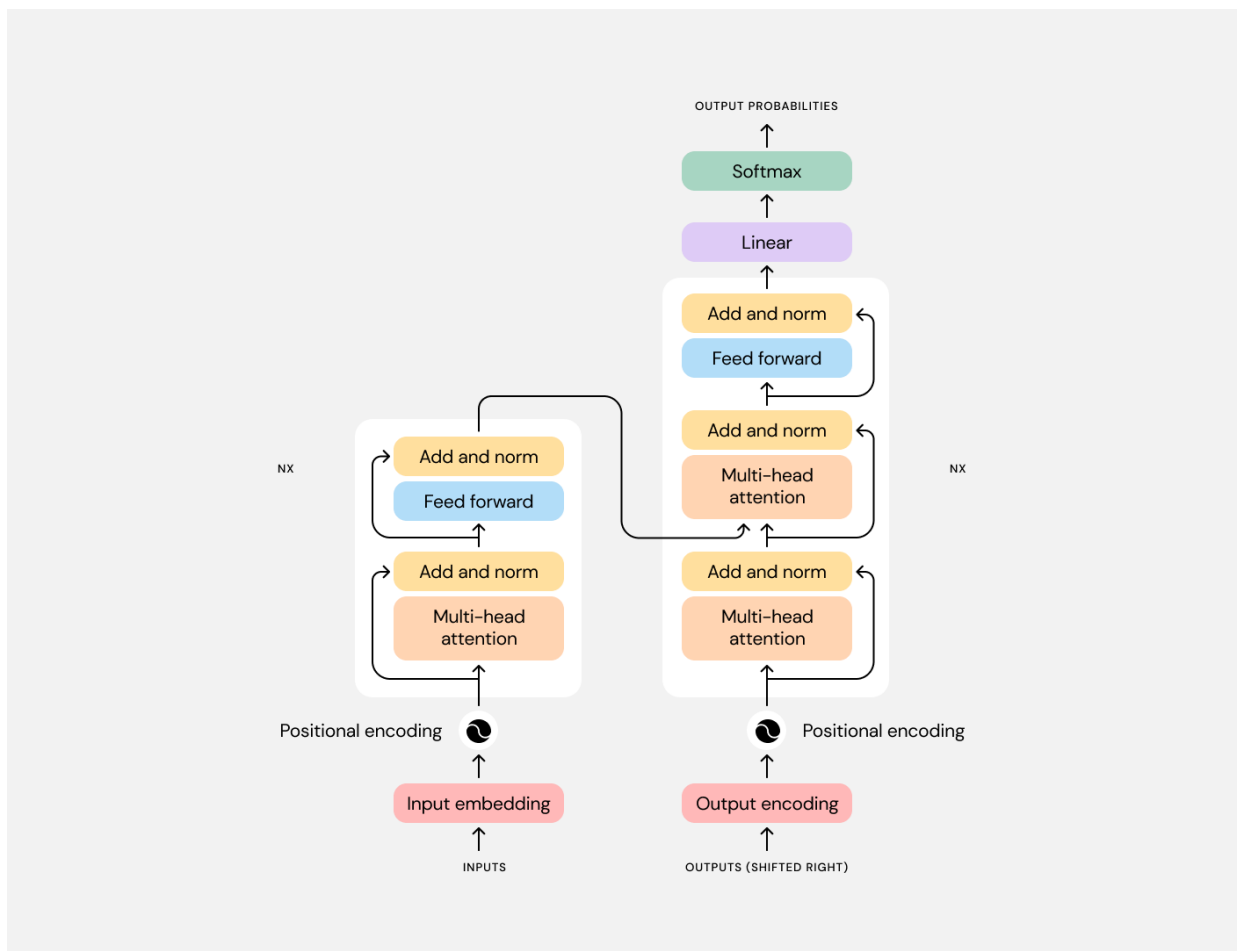 OUTPUT PROBABILITIES
Softmax
Linear
Add and norm
Feed forward
Add and norm
Multi-head
attention
Add and norm
Multi-head
attention
NX
Add and norm
Feed forward
Add and norm
Multi-head
attention
NX
Positional encoding
Positional encoding
Input embedding
Output encoding
INPUTS
OUTPUTS (SHIFTED RIGHT)